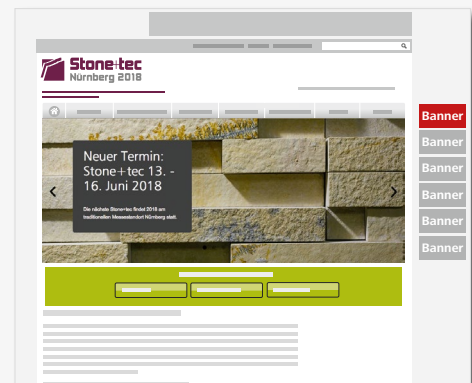 Stone+tec
Nürnberg 2018
Neuer Termin:
Stone+tec 13. -
16. Juni 2018
Die nächste Stone+tec findet 2018 am
traditionellen Messestandort Nürnberg statt.
Banner
Banner
Banner
Banner
Banner
Banner